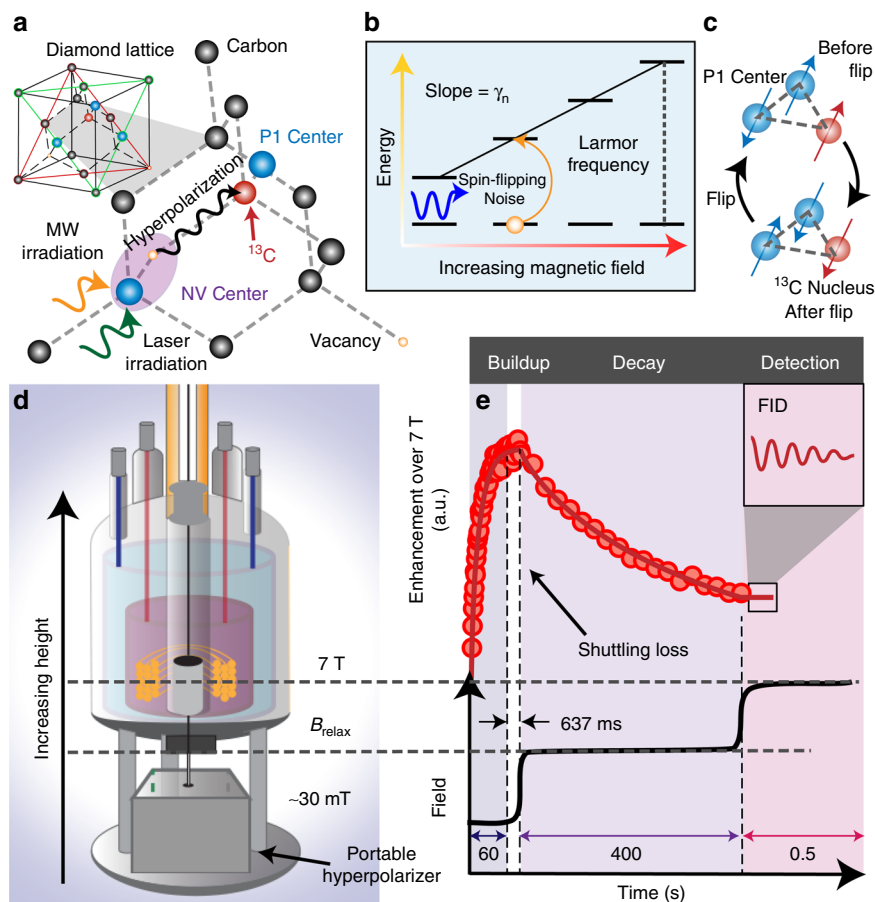 a
Diamond lattice
Carbon
P1 Center
Hyperpolarization
MW
irradiation
13C
NV Center
Laser
irradiation
Vacancy
b
Energy
Slope = γn
Larmor
frequency
Spin-flipping
Noise
Increasing magnetic field
c
Before
flip
P1 Center
Flip
13C Nucleus
After flip
d
Increasing height
7 T
Brelax
~30 mT
Portable
hyperpolarizer
Buildup
Decay
Detection
e
FID
Enhancement over 7 T
(a.u.)
Shuttling loss
637 ms
Field
60
400
0.5
Time (s)